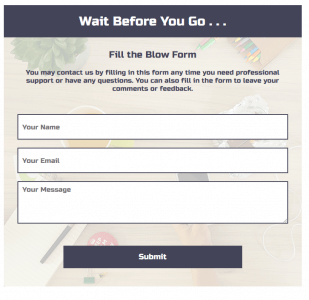 Wait Before You Go . . .
Fill the Blow Form
You may contact us by filling in this form any time you need professional
support or have any questions. You can also fill in the form to leave your
comments or feedback.
Your Name
Your Email
Your Message
Submit